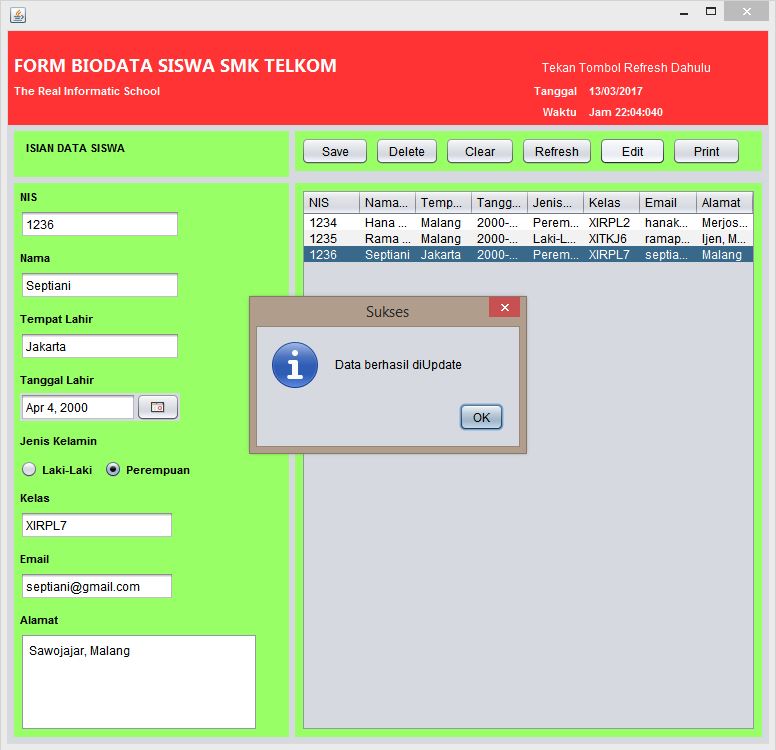 FORM BIODATA SISWA SMK TELKOM
The Real Informatic School
Tekan Tombol Refresh Dahulu
Tanggal 13/03/2017
Waktu Jam 22:04:040
ISIAN DATA SISWA
Save Delete Clear Refresh Edit Print
NIS
1236
Nama
Septiani
Tempat Lahir
Jakarta
Tanggal Lahir
Apr 4, 2000
Jenis Kelamin
Laki-Laki Perempuan
Kelas
XIRPL7
Email
septiani@gmail.com
Alamat
Sawojajar, Malang
NIS Nama... Temp... Tangg... Jenis... Kelas Email Alamat
1234 Hana ... Malang 2000-... Perem... XIRPL2 hanak... Merjos...
1235 Rama ... Malang 2000-... Laki-L... XITKJ6 ramap... Ijen, M...
1236 Septiani Jakarta 2000-... Perem... XIRPL7 septia... Malang
Sukses
Data berhasil diUpdate
OK